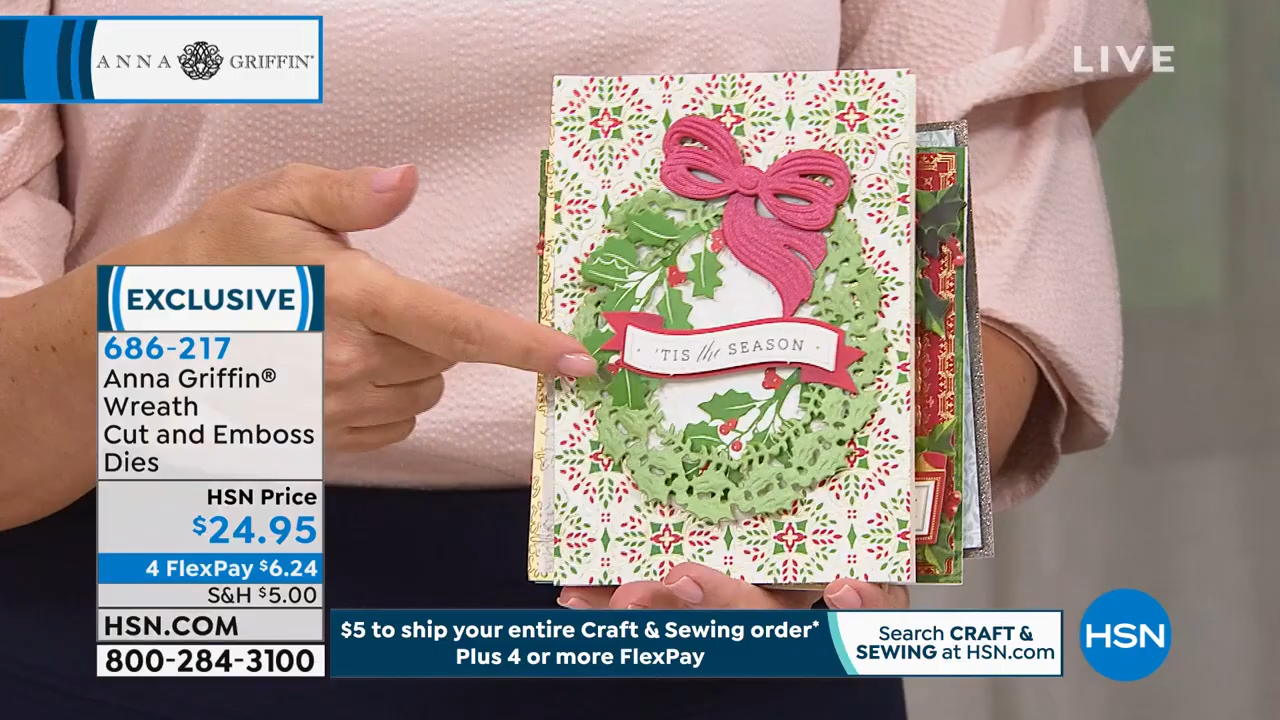 ANNA GRIFFIN®
LIVE
EXCLUSIVE
686-217
Anna Griffin®
Wreath
Cut and Emboss
Dies
HSN Price
$24.95
4 FlexPay $6.24
S&H $5.00
HSN.COM
800-284-3100
'TIS the SEASON
$5 to ship your entire Craft & Sewing order*
Plus 4 or more FlexPay
Search CRAFT &
SEWING at HSN.com
HSN